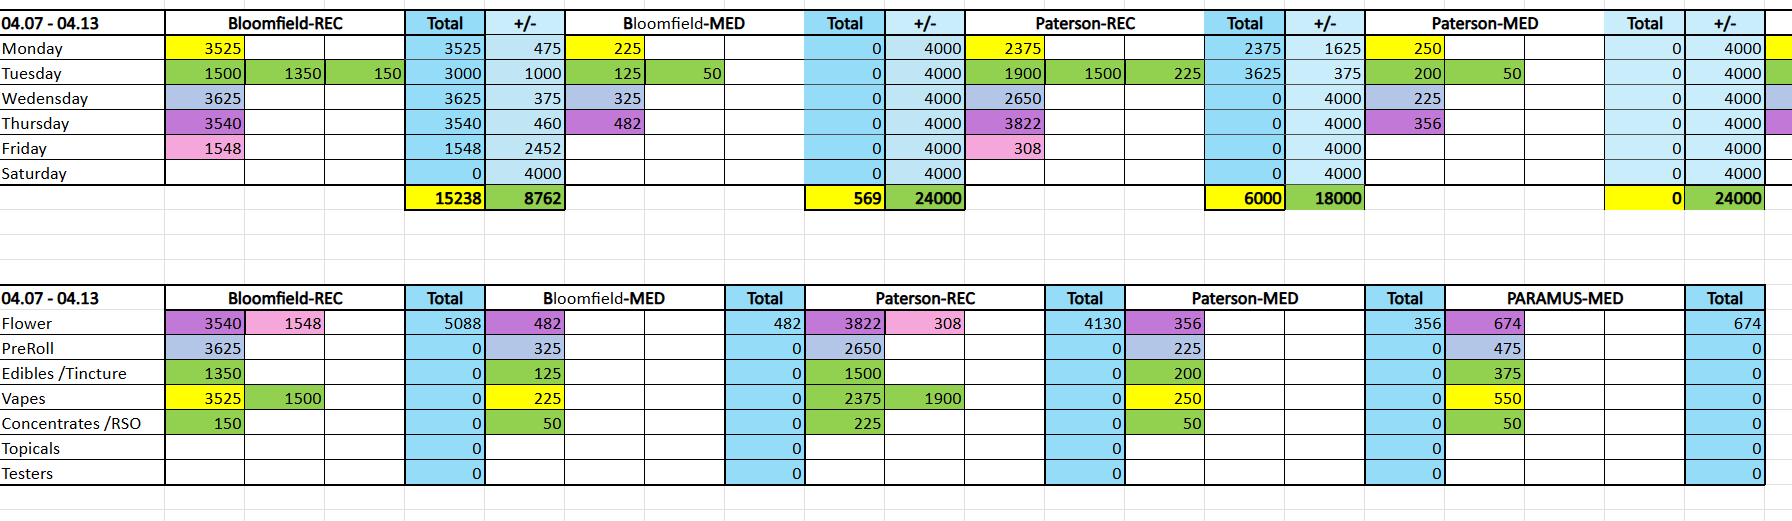 04.07 - 04.13 Bloomfield-REC Total +/- Bloomfield-MED Total +/- Paterson-REC Total +/- Paterson-MED Total +/-
Monday 3525 3525 475 225 0 4000 2375 2375 1625 250 0 4000
Tuesday 1500 1350 150 3000 1000 125 50 0 4000 1900 1500 225 3625 375 200 50 0 4000
Wedensday 3625 3625 375 325 0 4000 2650 0 4000 225 0 4000
Thursday 3540 3540 460 482 0 4000 3822 0 4000 356 0 4000
Friday 1548 1548 2452 0 4000 308 0 4000 0 4000
Saturday 0 4000 0 4000 0 4000 0 4000
15238 8762 569 24000 6000 18000 0 24000
04.07 - 04.13 Bloomfield-REC Total Bloomfield-MED Total Paterson-REC Total Paterson-MED Total PARAMUS-MED Total
Flower 3540 1548 5088 482 482 3822 308 4130 356 356 674 674
PreRoll 3625 0 325 0 2650 0 225 0 475 0
Edibles /Tincture 1350 0 125 0 1500 0 200 0 375 0
Vapes 3525 1500 0 225 0 2375 1900 0 250 0 550 0
Concentrates /RSO 150 0 50 0 225 0 50 0 50 0
Topicals 0 0 0 0 0
Testers 0 0 0 0 0